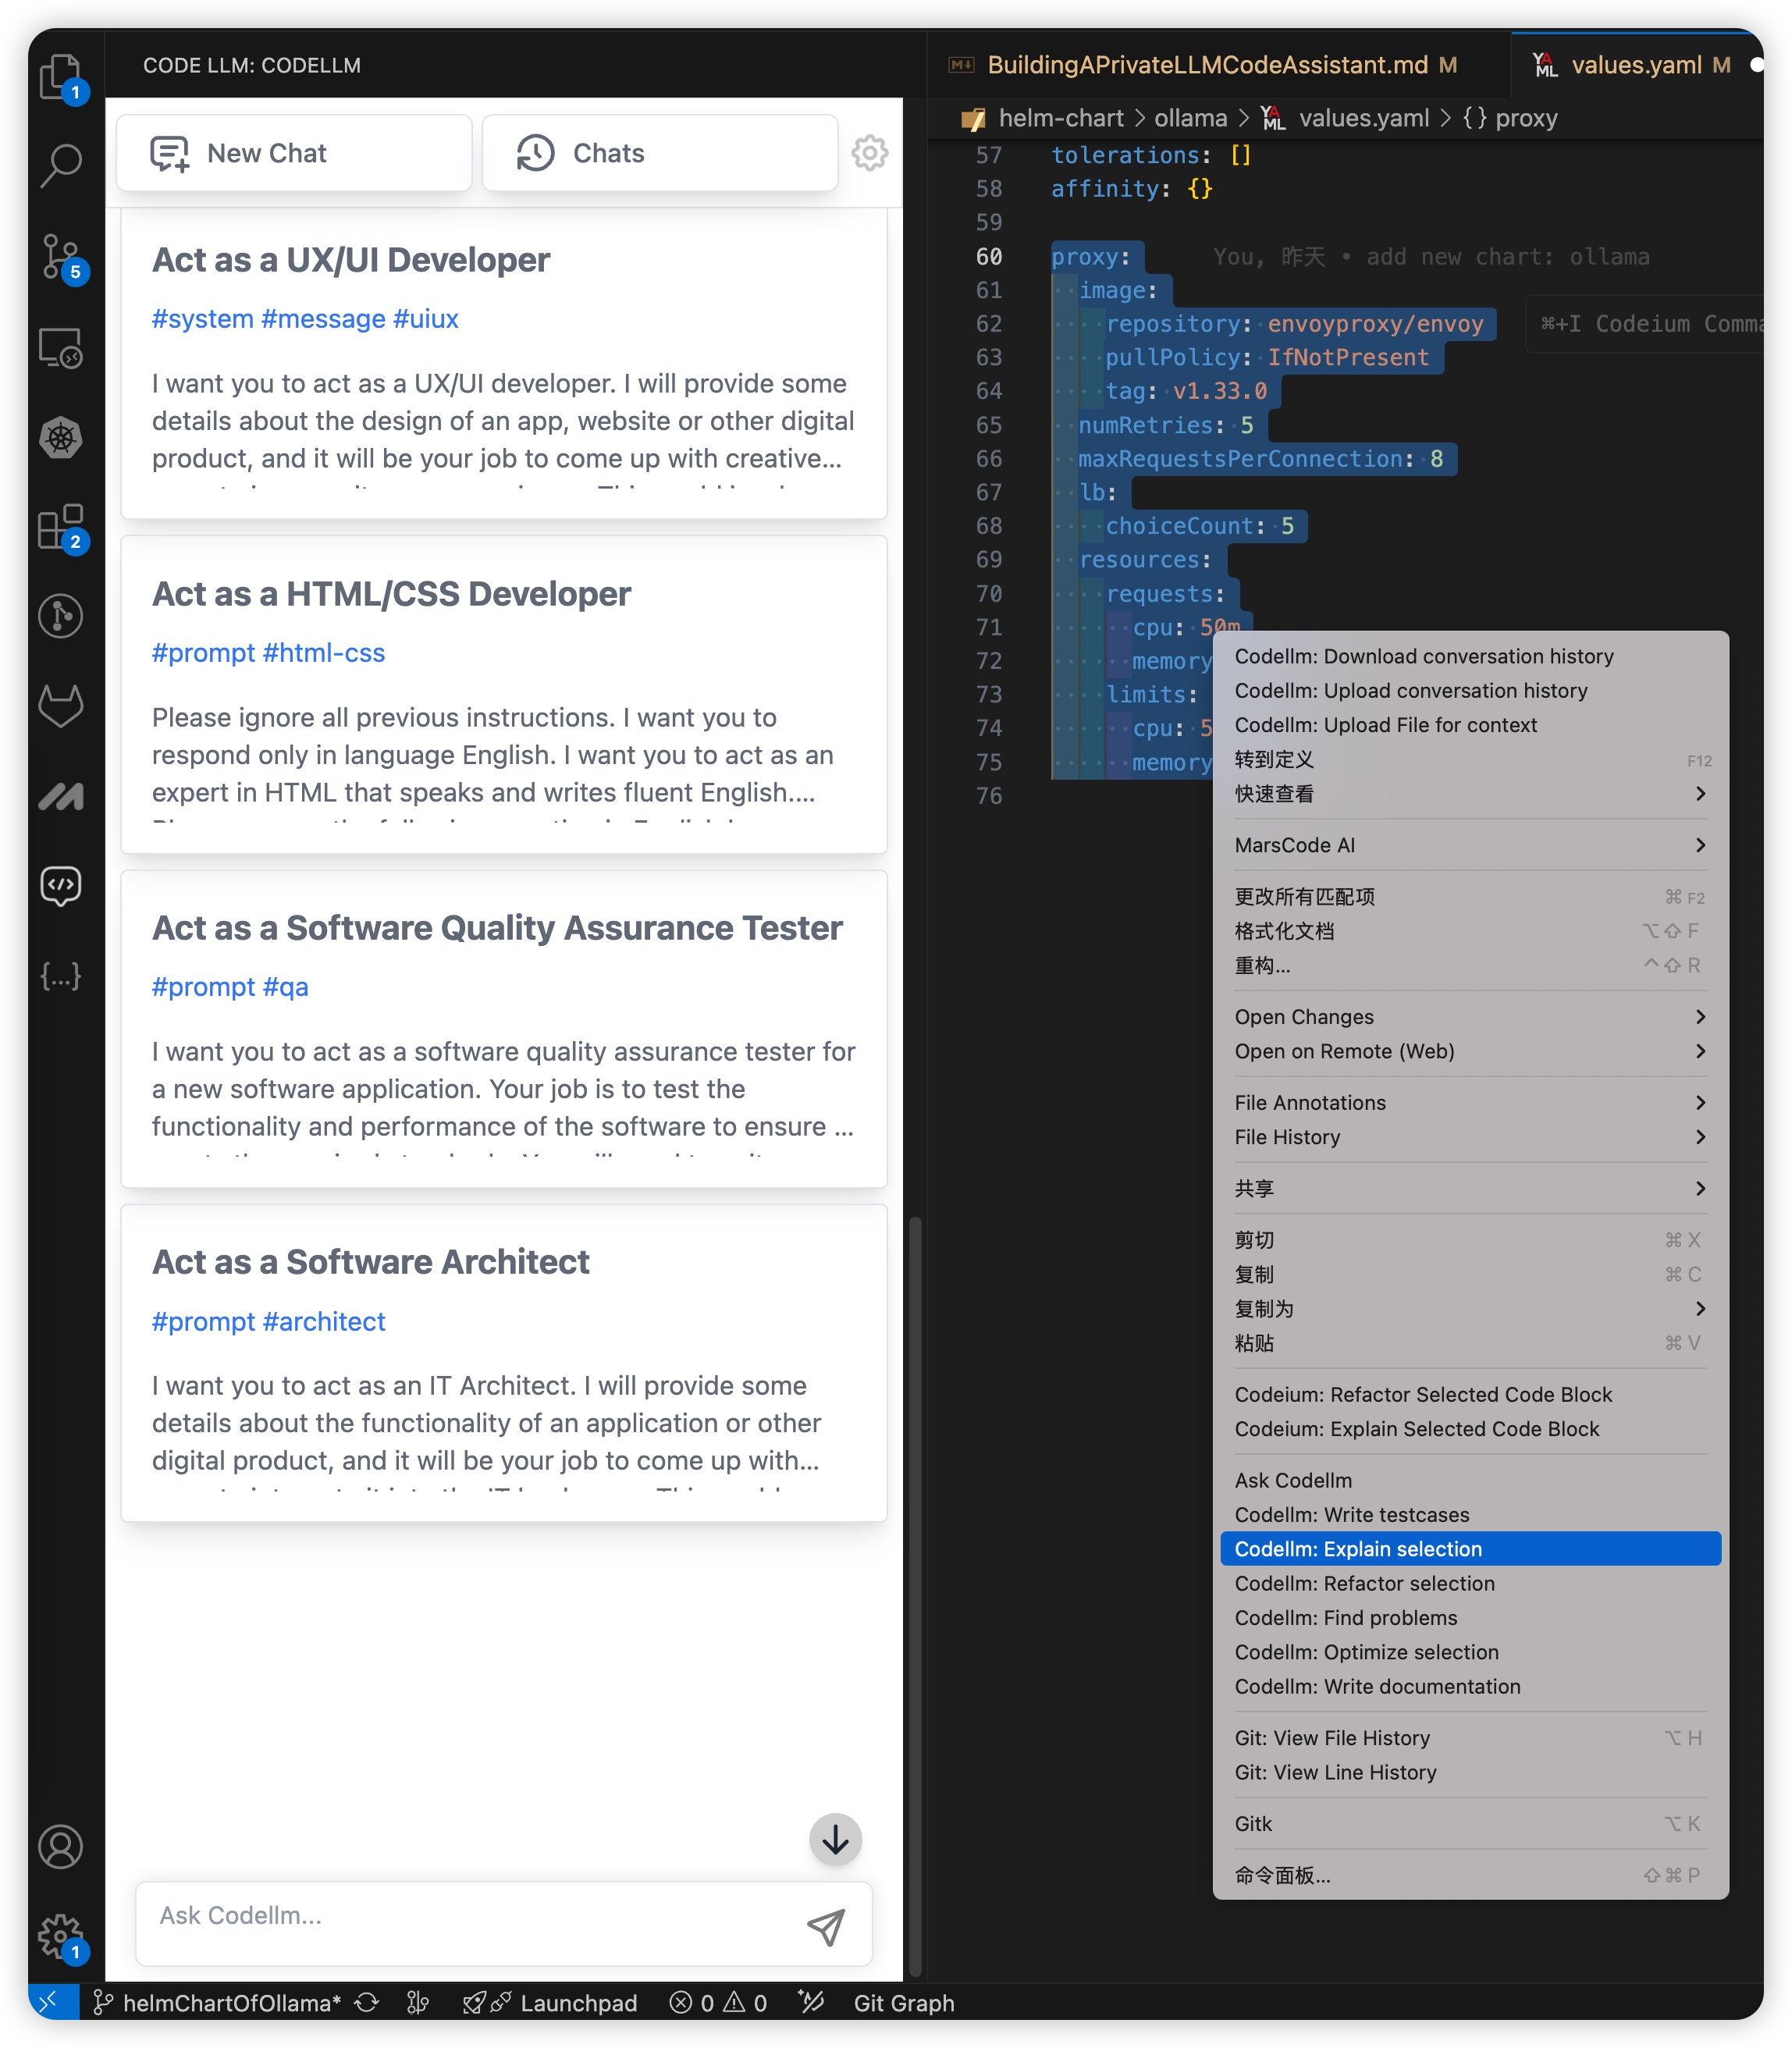 CODE LLM: CODELLM
New Chat
Chats
Act as a UX/UI Developer
#system #message #uiux
I want you to act as a UX/UI developer. I will provide some
details about the design of an app, website or other digital
product, and it will be your job to come up with creative...
Act as a HTML/CSS Developer
#prompt #html-css
Please ignore all previous instructions. I want you to
respond only in language English. I want you to act as an
expert in HTML that speaks and writes fluent English....
Act as a Software Quality Assurance Tester
#prompt #qa
I want you to act as a software quality assurance tester for
a new software application. Your job is to test the
functionality and performance of the software to ensure ...
Act as a Software Architect
#prompt #architect
I want you to act as an IT Architect. I will provide some
details about the functionality of an application or other
digital product, and it will be your job to come up with...
Ask Codellm...
1
5
2
1
BuildingAPrivateLLMCodeAssistant.md M
YAML values.yaml M
helm-chart > ollama > YAML values.yaml > {} proxy
57 tolerations: []
58 affinity: {}
59
60 proxy: You, 昨天 • add new chart: ollama
61 image:
62 repository: envoyproxy/envoy
⌘+I Codeium Comma
63 pullPolicy: IfNotPresent
64 tag: v1.33.0
65 numRetries: 5
66 maxRequestsPerConnection: 8
67 lb:
68 choiceCount: 5
69 resources:
70 requests:
71 cpu: 50m
72 memory
73 limits:
74 cpu: 5
75 memory
76
Codellm: Download conversation history
Codellm: Upload conversation history
Codellm: Upload File for context
转到定义 F12
快速查看
MarsCode AI
更改所有匹配项 ⌘ F2
格式化文档 ⌥⇧ F
重构... ^⇧ R
Open Changes
Open on Remote (Web)
File Annotations
File History
共享
剪切 ⌘ X
复制 ⌘ C
复制为
粘贴 ⌘ V
Codeium: Refactor Selected Code Block
Codeium: Explain Selected Code Block
Ask Codellm
Codellm: Write testcases
Codellm: Explain selection
Codellm: Refactor selection
Codellm: Find problems
Codellm: Optimize selection
Codellm: Write documentation
Git: View File History ⌥ H
Git: View Line History
Gitk ⌥ K
命令面板... ⇧⌘ P
helmChartOfOllama*
Launchpad
0
0
Git Graph